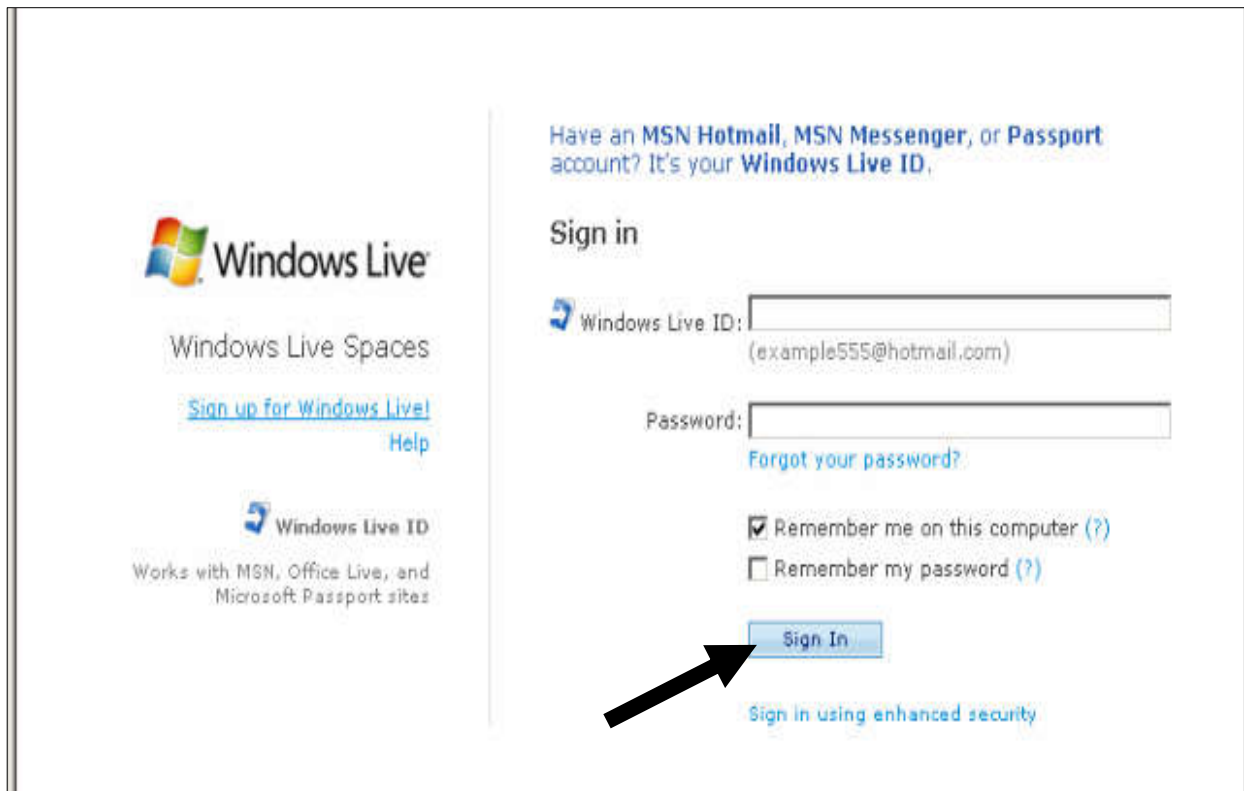 Have an MSN Hotmail, MSN Messenger, or Passport
account? It's your Windows Live ID.
Windows Live
Windows Live Spaces
Sign up for Windows Live!
Help
Windows Live ID
Works with MSN, Office Live, and
Microsoft Passport sites
Sign in
Windows Live ID:
(example555@hotmail.com)
Password:
Forgot your password?
Remember me on this computer (?)
Remember my password (?)
Sign In
Sign in using enhanced security